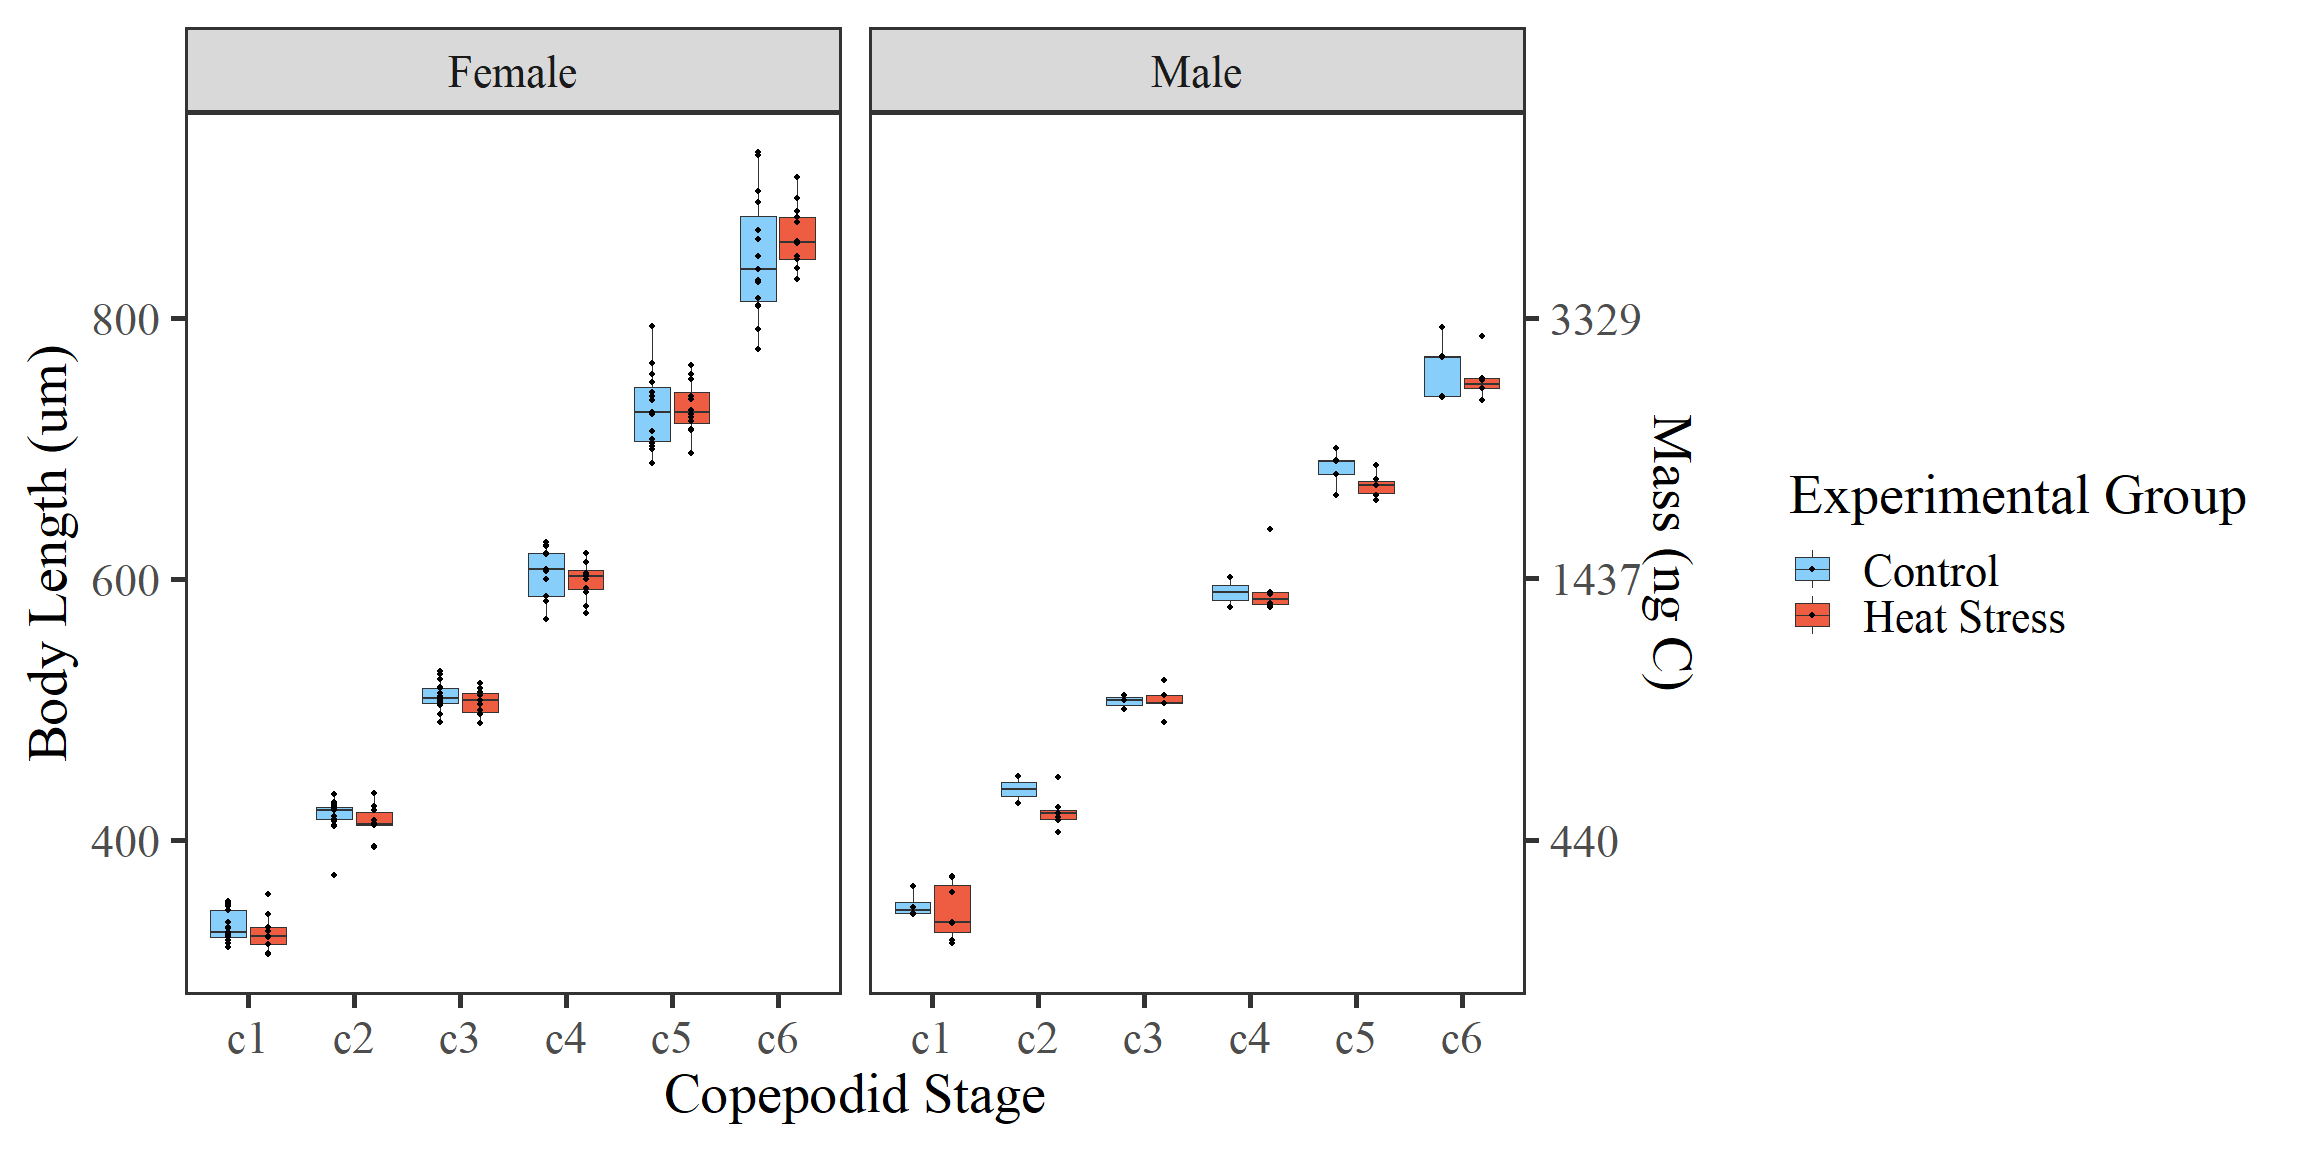 Female
Male
Body Length (um)
800
600
400
3329
1437
440
Mass (ng C)
c1 c2 c3 c4 c5 c6
c1 c2 c3 c4 c5 c6
Copepodid Stage
Experimental Group
Control
Heat Stress